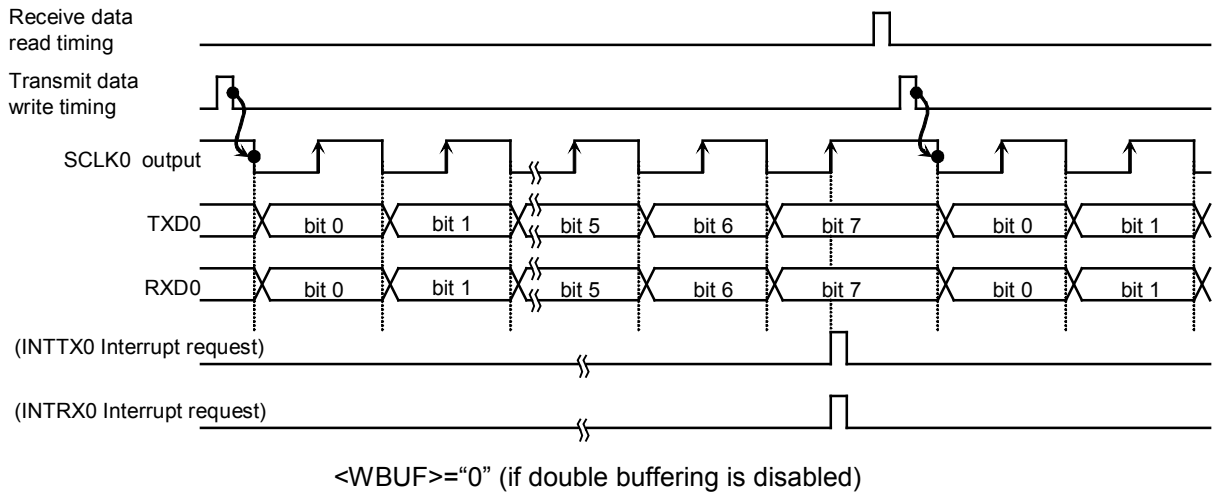 Receive data
read timing
Transmit data
write timing
SCLK0 output
TXD0 bit 0 bit 1 bit 5 bit 6 bit 7 bit 0 bit 1
RXD0 bit 0 bit 1 bit 5 bit 6 bit 7 bit 0 bit 1
(INTTX0 Interrupt request)
(INTRX0 Interrupt request)
<WBUF>=“0” (if double buffering is disabled)